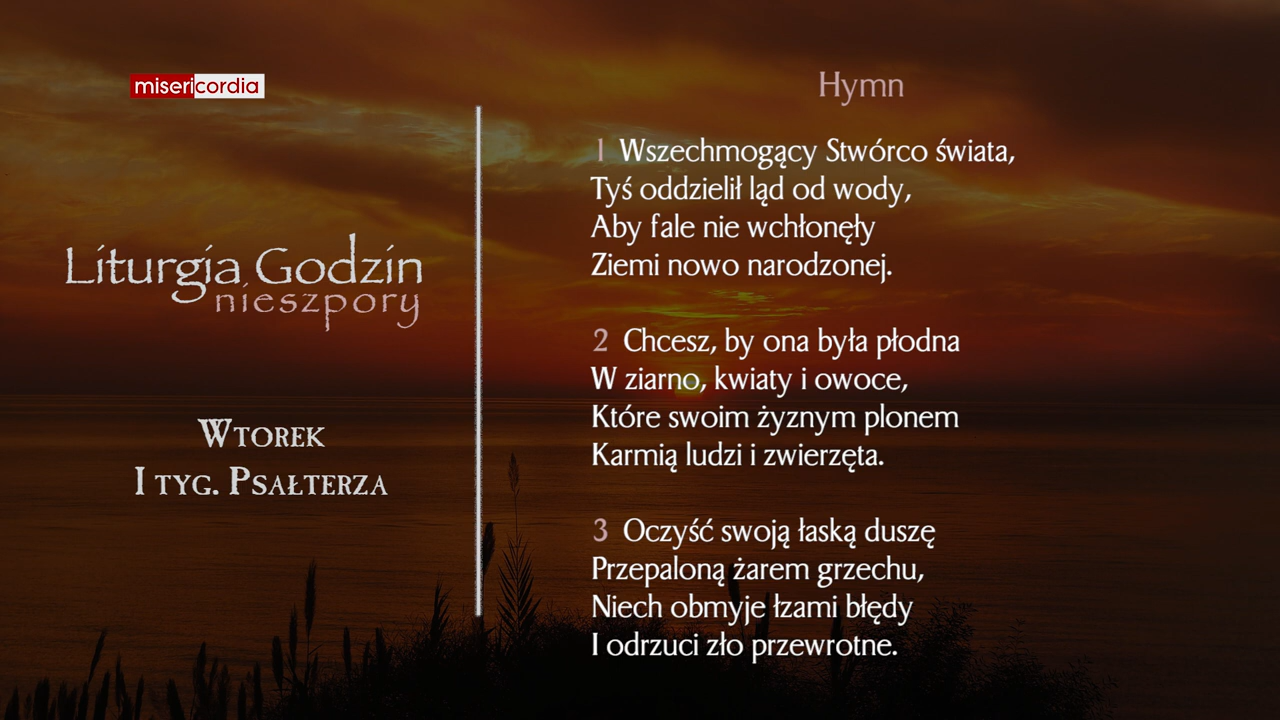 misericordia
Liturgia Godzin
nieszpory
Wtorek
I tyg. Psałterza
Hymn
1 Wszechmogący Stwórco świata,
Tyś oddzielił ląd od wody,
Aby fale nie wchłonęły
Ziemi nowo narodzonej.
2 Chcesz, by ona była płodna
W ziarno, kwiaty i owoce,
Które swoim żyznym plonem
Karmią ludzi i zwierzęta.
3 Oczyść swoją łaską duszę
Przepaloną żarem grzechu,
Niech obmyje łzami błędy
I odrzuci zło przewrotne.